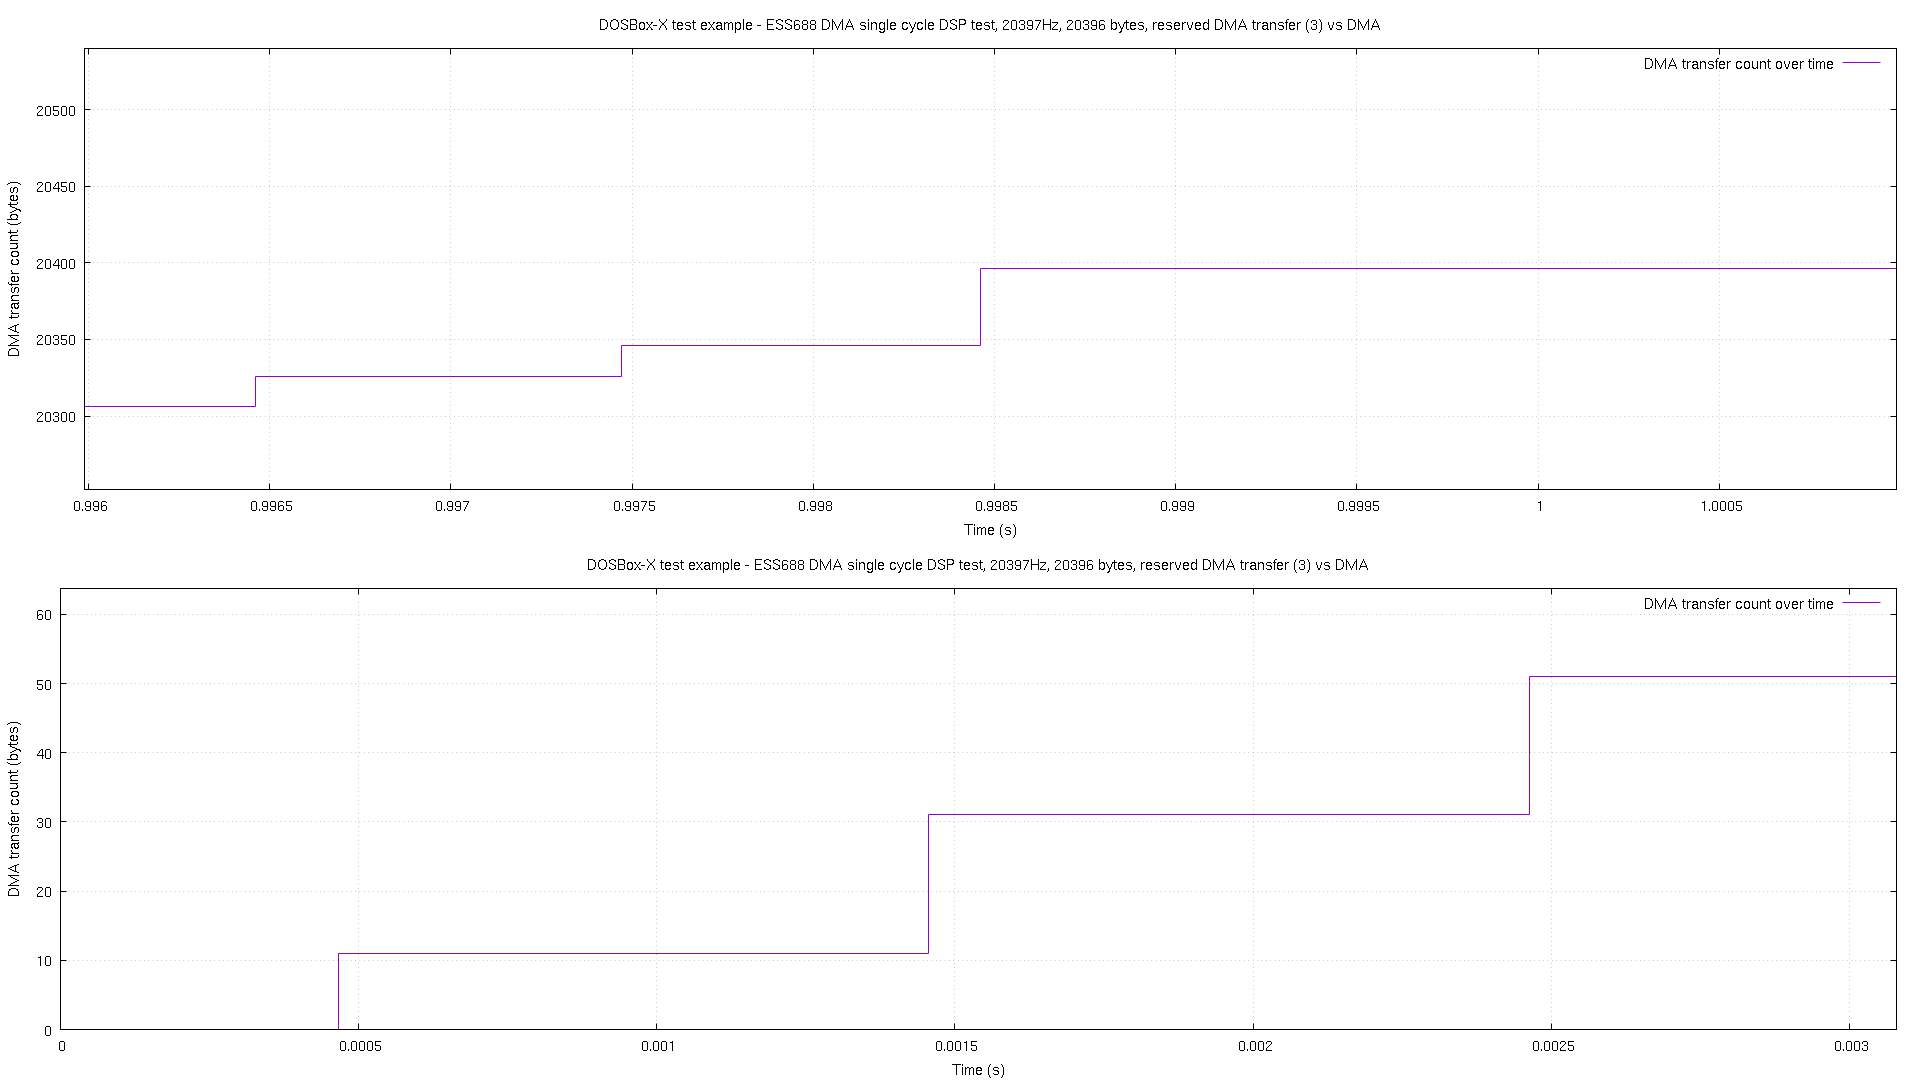 DOSBox-X test example - ESS688 DMA single cycle DSP test, 20397Hz, 20396 bytes, reserved DMA transfer (3) vs DMA
DMA transfer count over time
20500
20450
20400
20350
20300
DMA transfer count (bytes)
0.996 0.9965 0.997 0.9975 0.998 0.9985 0.999 0.9995 1 1.0005
Time (s)
DOSBox-X test example - ESS688 DMA single cycle DSP test, 20397Hz, 20396 bytes, reserved DMA transfer (3) vs DMA
DMA transfer count over time
60
50
40
30
20
10
0
DMA transfer count (bytes)
0 0.0005 0.001 0.0015 0.002 0.0025 0.003
Time (s)